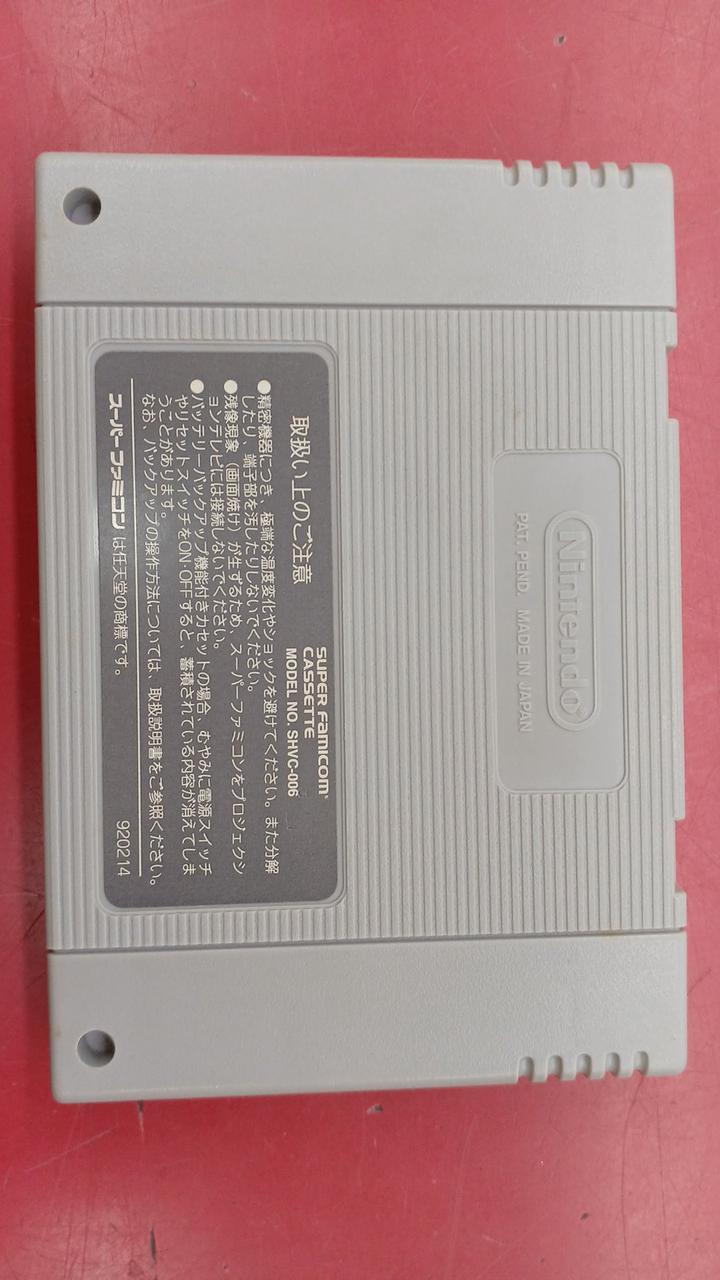 Nintendo®
PAT. PEND. MADE IN JAPAN
SUPER FAMICOM®
CASSETTE
取扱い上のご注意 MODEL NO. SHVC-006
●精密機器につき、極端な温度変化やショックを避けてください。また分解
したり、端子部を汚したりしないでください。
●残像現象(画面焼け)が生ずるため、スーパーファミコンをプロジェクシ
ョンテレビには接続しないでください。
●バッテリーバックアップ機能付きカセットの場合、むやみに電源スイッチ
やリセットスイッチをON・OFFすると、蓄積されている内容が消えてしま
うことがあります。
なお、バックアップの操作方法については、取扱説明書をご参照ください。
スーパーファミコンは任天堂の商標です。 920214